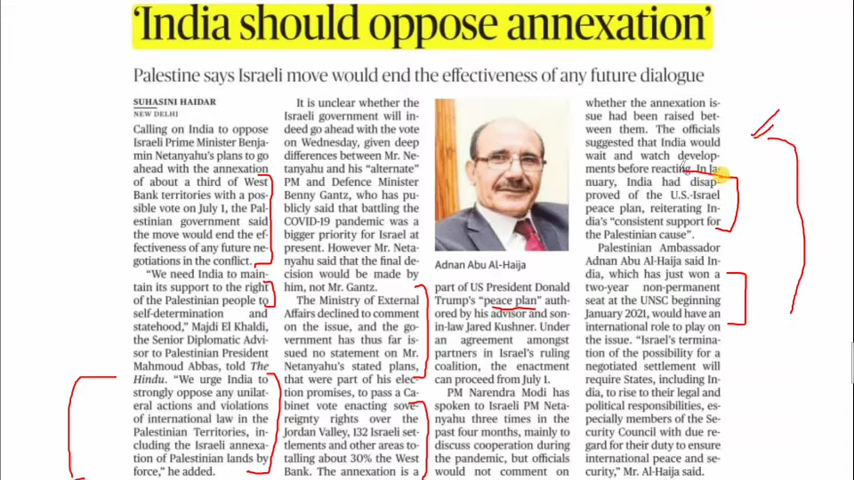 ‘India should oppose annexation’
Palestine says Israeli move would end the effectiveness of any future dialogue
SUHASINI HAIDAR
NEW DELHI
Calling on India to oppose
Israeli Prime Minister Benja-
min Netanyahu’s plans to go
ahead with the annexation
of about a third of West
Bank territories with a pos-
sible vote on July 1, the Pal-
estinian government said
the move would end the ef-
fectiveness of any future ne-
gotiations in the conflict.
“We need India to main-
tain its support to the right
of the Palestinian people to
self-determination and
statehood,” Majdi El Khaldi,
the Senior Diplomatic Advi-
sor to Palestinian President
Mahmoud Abbas, told The
Hindu. “We urge India to
strongly oppose any unilat-
eral actions and violations
of international law in the
Palestinian Territories, in-
cluding the Israeli annexa-
tion of Palestinian lands by
force,” he added.
It is unclear whether the
Israeli government will in-
deed go ahead with the vote
on Wednesday, given deep
differences between Mr. Ne-
tanyahu and his “alternate”
PM and Defence Minister
Benny Gantz, who has pu-
blicly said that battling the
COVID-19 pandemic was a
bigger priority for Israel at
present. However Mr. Neta-
nyahu said that the final de-
cision would be made by
him, not Mr. Gantz.
The Ministry of External
Affairs declined to comment
on the issue, and the go-
vernment has thus far is-
sued no statement on Mr.
Netanyahu’s stated plans,
that were part of his elec-
tion promises, to pass a Ca-
binet vote enacting sove-
reignty rights over the
Jordan Valley, 132 Israeli set-
tlements and other areas to-
talling about 30% the West
Bank. The annexation is a
Adnan Abu Al-Haija
part of US President Donald
Trump’s “peace plan” auth-
ored by his advisor and son-
in-law Jared Kushner. Under
an agreement amongst
partners in Israel’s ruling
coalition, the enactment
can proceed from July 1.
PM Narendra Modi has
spoken to Israeli PM Neta-
nyahu three times in the
past four months, mainly to
discuss cooperation during
the pandemic, but officials
would not comment on
whether the annexation is-
sue had been raised bet-
ween them. The officials
suggested that India would
wait and watch develop-
ments before reacting. In Ja-
nuary, India had disap-
proved of the U.S.-Israel
peace plan, reiterating In-
dia’s “consistent support for
the Palestinian cause”.
Palestinian Ambassador
Adnan Abu Al-Haija said In-
dia, which has just won a
two-year non-permanent
seat at the UNSC beginning
January 2021, would have an
international role to play on
the issue. “Israel’s termina-
tion of the possibility for a
negotiated settlement will
require States, including In-
dia, to rise to their legal and
political responsibilities, es-
pecially members of the
Security Council with due re-
gard for their duty to ensure
international peace and se-
curity,” Mr. Al-Haija said.